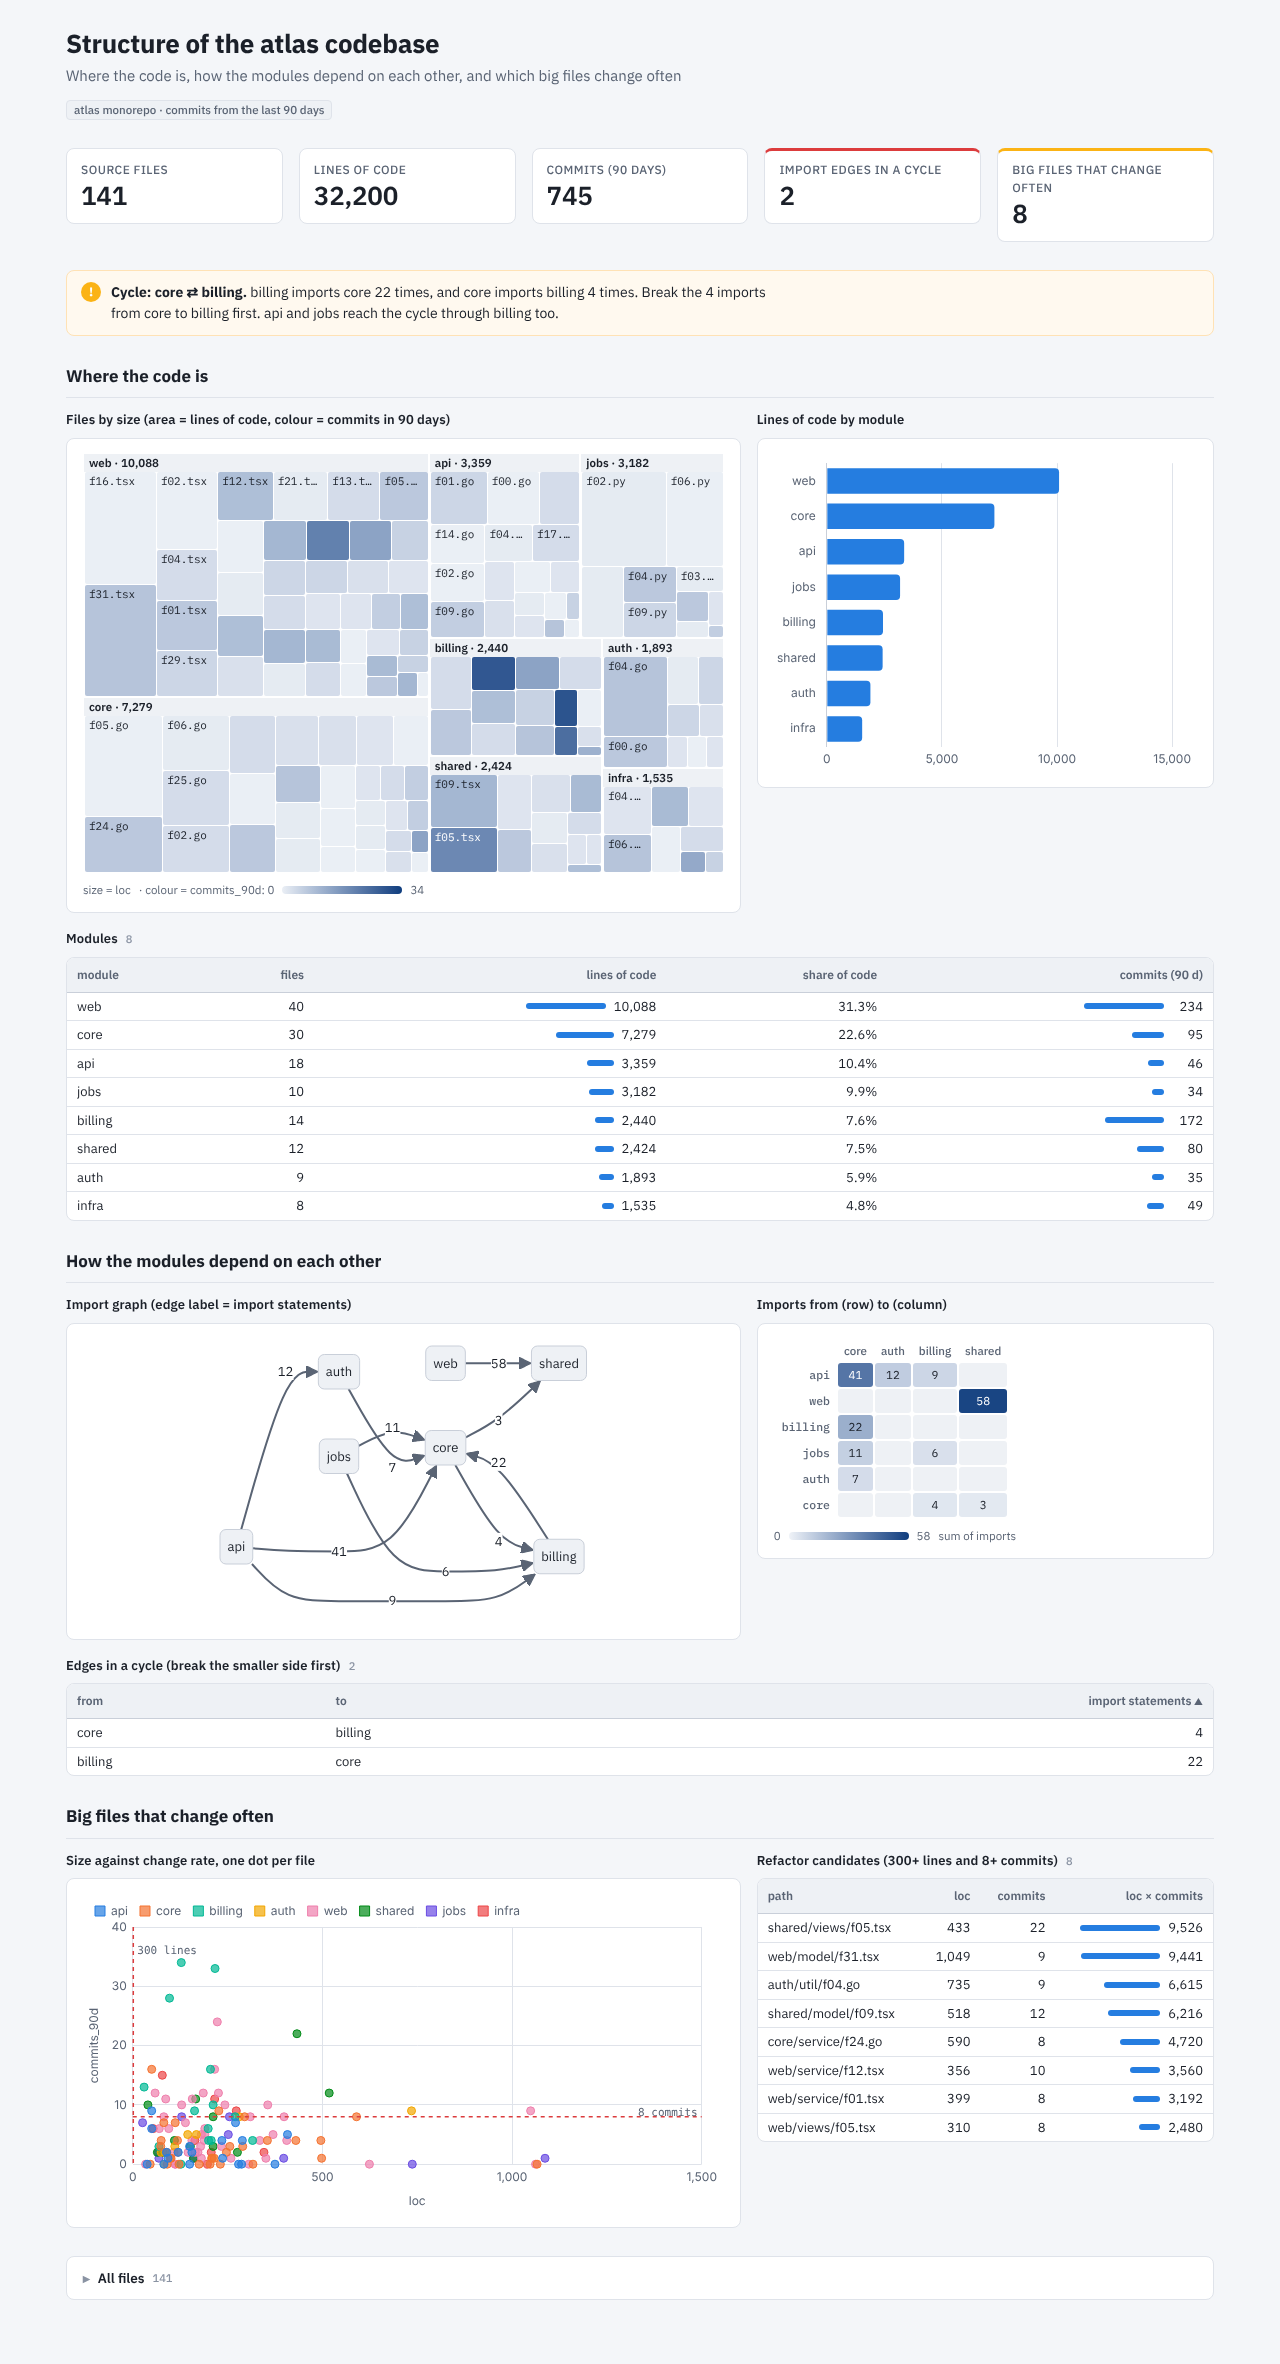 Structure of the atlas codebase
Where the code is, how the modules depend on each other, and which big files change often
atlas monorepo · commits from the last 90 days
SOURCE FILES
141
LINES OF CODE
32,200
COMMITS (90 DAYS)
745
IMPORT EDGES IN A CYCLE
2
BIG FILES THAT CHANGE
OFTEN
8
! Cycle: core ⇄ billing. billing imports core 22 times, and core imports billing 4 times. Break the 4 imports
from core to billing first. api and jobs reach the cycle through billing too.
Where the code is
Files by size (area = lines of code, colour = commits in 90 days)
web · 10,088
f16.tsx f02.tsx f12.tsx f21.t… f13.t… f05.…
f04.tsx
f31.tsx f01.tsx
f29.tsx
api · 3,359
f01.go f00.go
f14.go f04.… f17.…
f02.go
f09.go
jobs · 3,182
f02.py f06.py
f04.py f03.…
f09.py
core · 7,279
f05.go f06.go
f25.go
f24.go f02.go
billing · 2,440
auth · 1,893
f04.go
f00.go
shared · 2,424
f09.tsx
f05.tsx
infra · 1,535
f04.…
f06.…
size = loc · colour = commits_90d: 0 34
Lines of code by module
web
core
api
jobs
billing
shared
auth
infra
0 5,000 10,000 15,000
Modules 8
module files lines of code share of code commits (90 d)
web 40 10,088 31.3% 234
core 30 7,279 22.6% 95
api 18 3,359 10.4% 46
jobs 10 3,182 9.9% 34
billing 14 2,440 7.6% 172
shared 12 2,424 7.5% 80
auth 9 1,893 5.9% 35
infra 8 1,535 4.8% 49
How the modules depend on each other
Import graph (edge label = import statements)
12 auth web 58 shared
3
11
jobs core
7 22
4
api 41 billing
6
9
Imports from (row) to (column)
core auth billing shared
api 41 12 9
web 58
billing 22
jobs 11 6
auth 7
core 4 3
0 58 sum of imports
Edges in a cycle (break the smaller side first) 2
from to import statements ▲
core billing 4
billing core 22
Big files that change often
Size against change rate, one dot per file
api core billing auth web shared jobs infra
40
300 lines
30
20
10
8 commits
0
commits_90d
0 500 1,000 1,500
loc
Refactor candidates (300+ lines and 8+ commits) 8
path loc commits loc × commits
shared/views/f05.tsx 433 22 9,526
web/model/f31.tsx 1,049 9 9,441
auth/util/f04.go 735 9 6,615
shared/model/f09.tsx 518 12 6,216
core/service/f24.go 590 8 4,720
web/service/f12.tsx 356 10 3,560
web/service/f01.tsx 399 8 3,192
web/views/f05.tsx 310 8 2,480
▶ All files 141